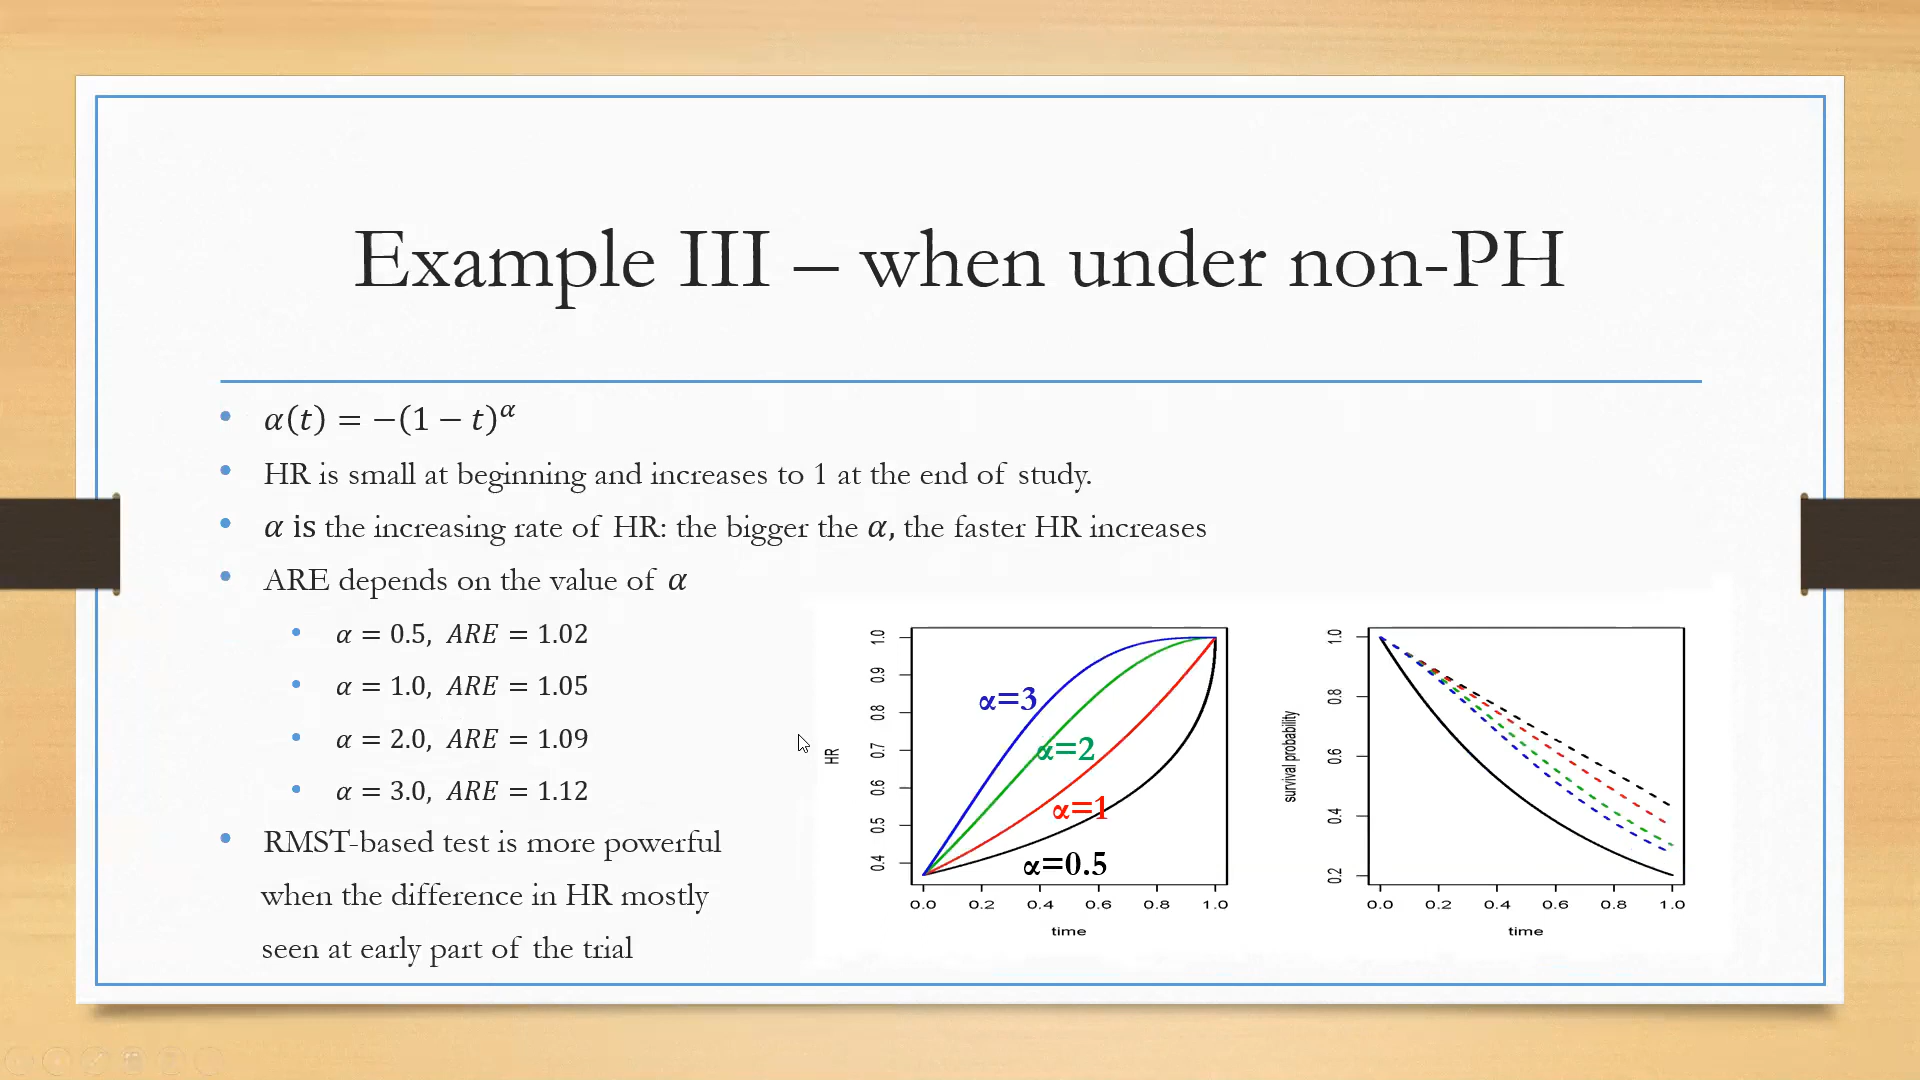 Example III – when under non-PH
α(t) = −(1 − t)^α
HR is small at beginning and increases to 1 at the end of study.
α is the increasing rate of HR: the bigger the α, the faster HR increases
ARE depends on the value of α
α = 0.5, ARE = 1.02
α = 1.0, ARE = 1.05
α = 2.0, ARE = 1.09
α = 3.0, ARE = 1.12
RMST-based test is more powerful
when the difference in HR mostly
seen at early part of the trial
HR
1.0
0.9
0.8
0.7
0.6
0.5
0.4
α=3
α=2
α=1
α=0.5
0.0 0.2 0.4 0.6 0.8 1.0
time
survival probability
1.0
0.8
0.6
0.4
0.2
0.0 0.2 0.4 0.6 0.8 1.0
time